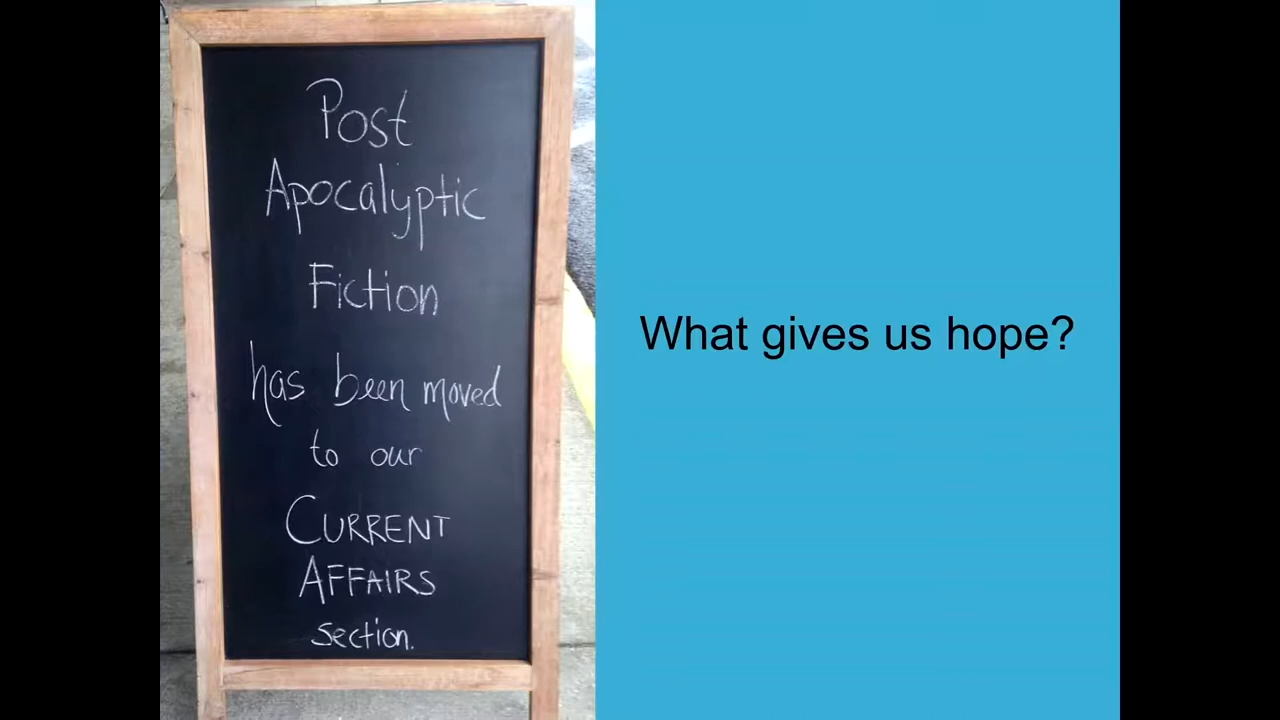 Post
Apocalyptic
Fiction
has been moved
to our
CURRENT
AFFAIRS
section.
What gives us hope?